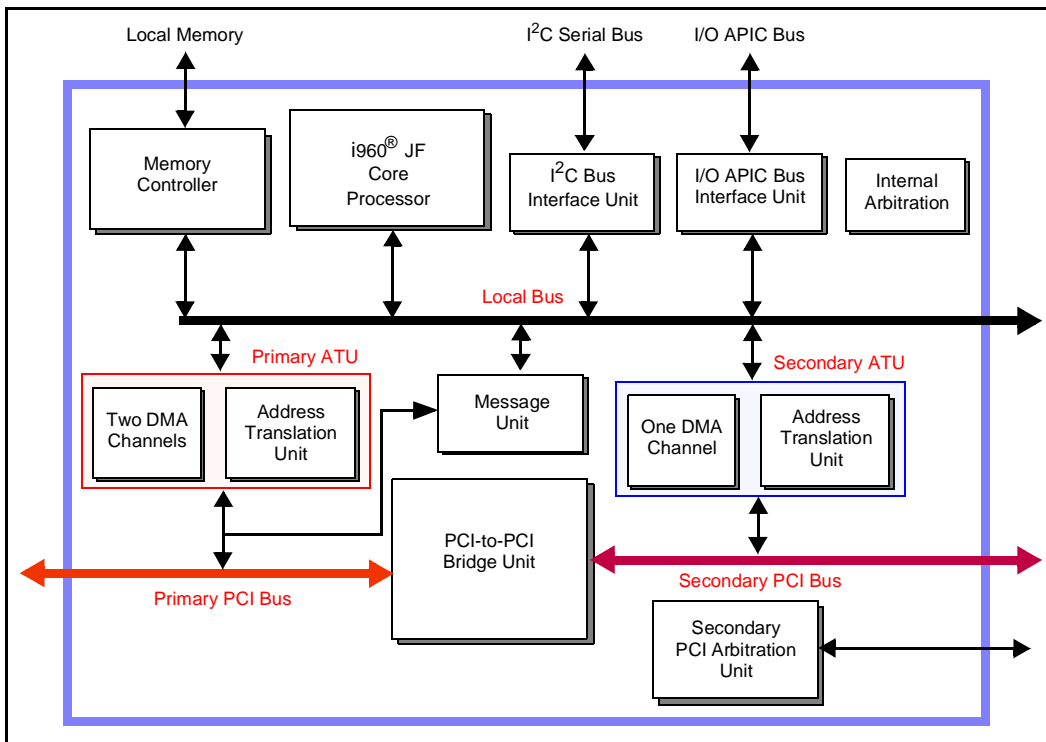 Local Memory
I²C Serial Bus
I/O APIC Bus
Memory
Controller
i960® JF
Core
Processor
I²C Bus
Interface Unit
I/O APIC Bus
Interface Unit
Internal
Arbitration
Local Bus
Primary ATU
Secondary ATU
Two DMA
Channels
Address
Translation
Unit
Message
Unit
One DMA
Channel
Address
Translation
Unit
PCI-to-PCI
Bridge Unit
Primary PCI Bus
Secondary PCI Bus
Secondary
PCI Arbitration
Unit